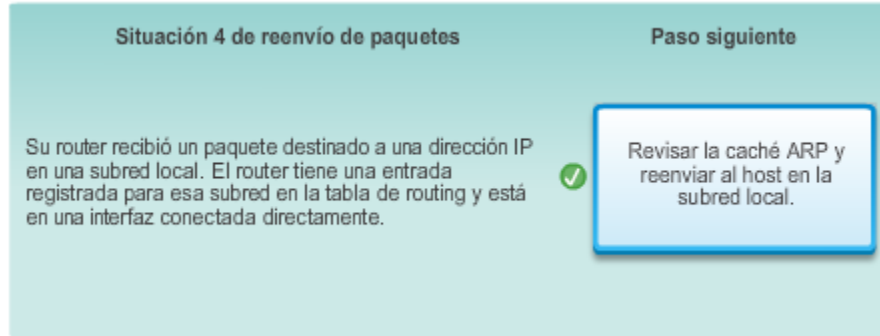 Situación 4 de reenvío de paquetes
Paso siguiente
Su router recibió un paquete destinado a una dirección IP
en una subred local. El router tiene una entrada
registrada para esa subred en la tabla de routing y está
en una interfaz conectada directamente.
Revisar la caché ARP y
reenviar al host en la
subred local.